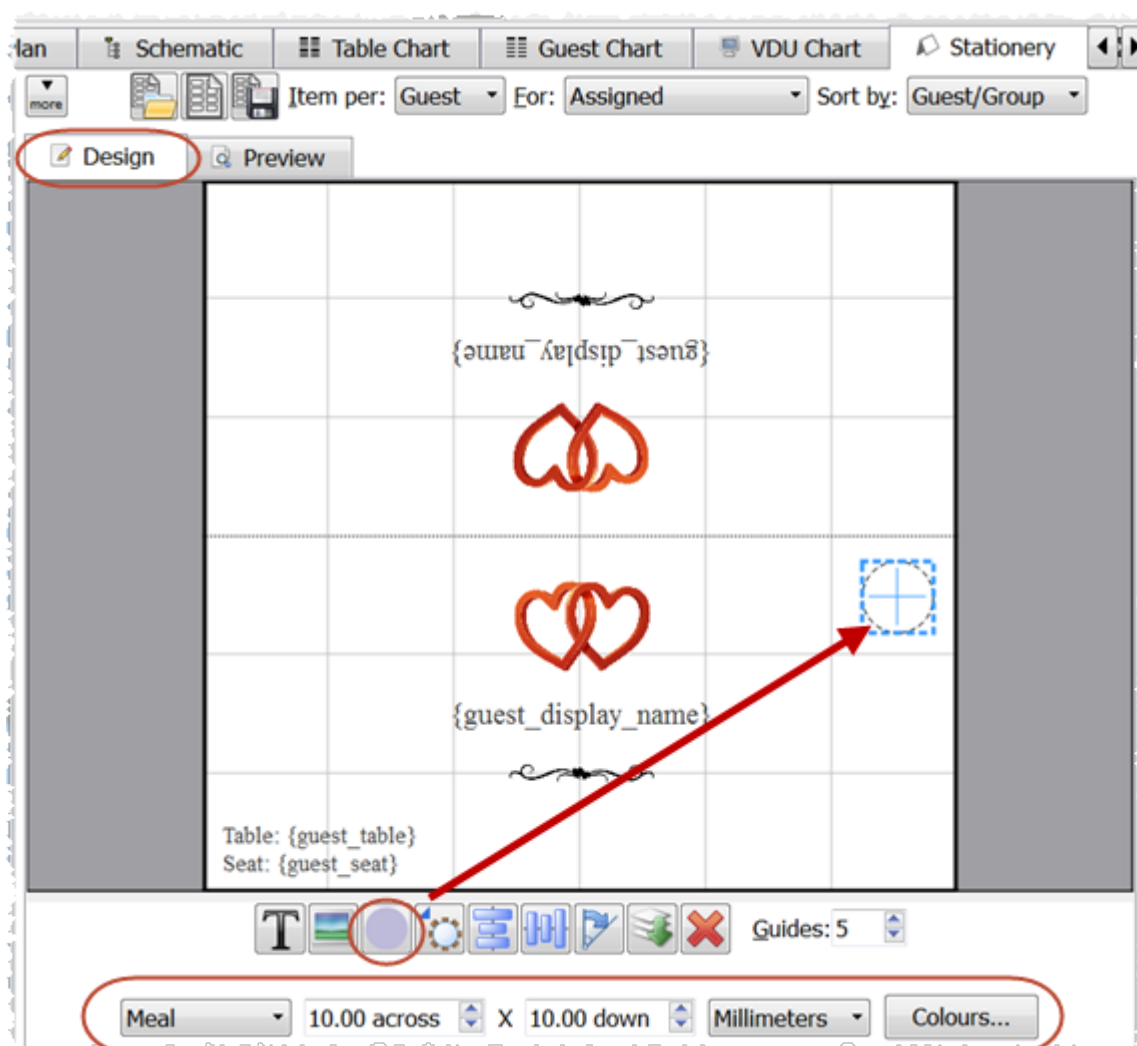 lan Schematic Table Chart Guest Chart VDU Chart Stationery
more Item per: Guest For: Assigned Sort by: Guest/Group
Design Preview
{guest_display_name}
{guest_display_name}
Table: {guest_table}
Seat: {guest_seat}
T Guides: 5
Meal 10.00 across X 10.00 down Millimeters Colours...